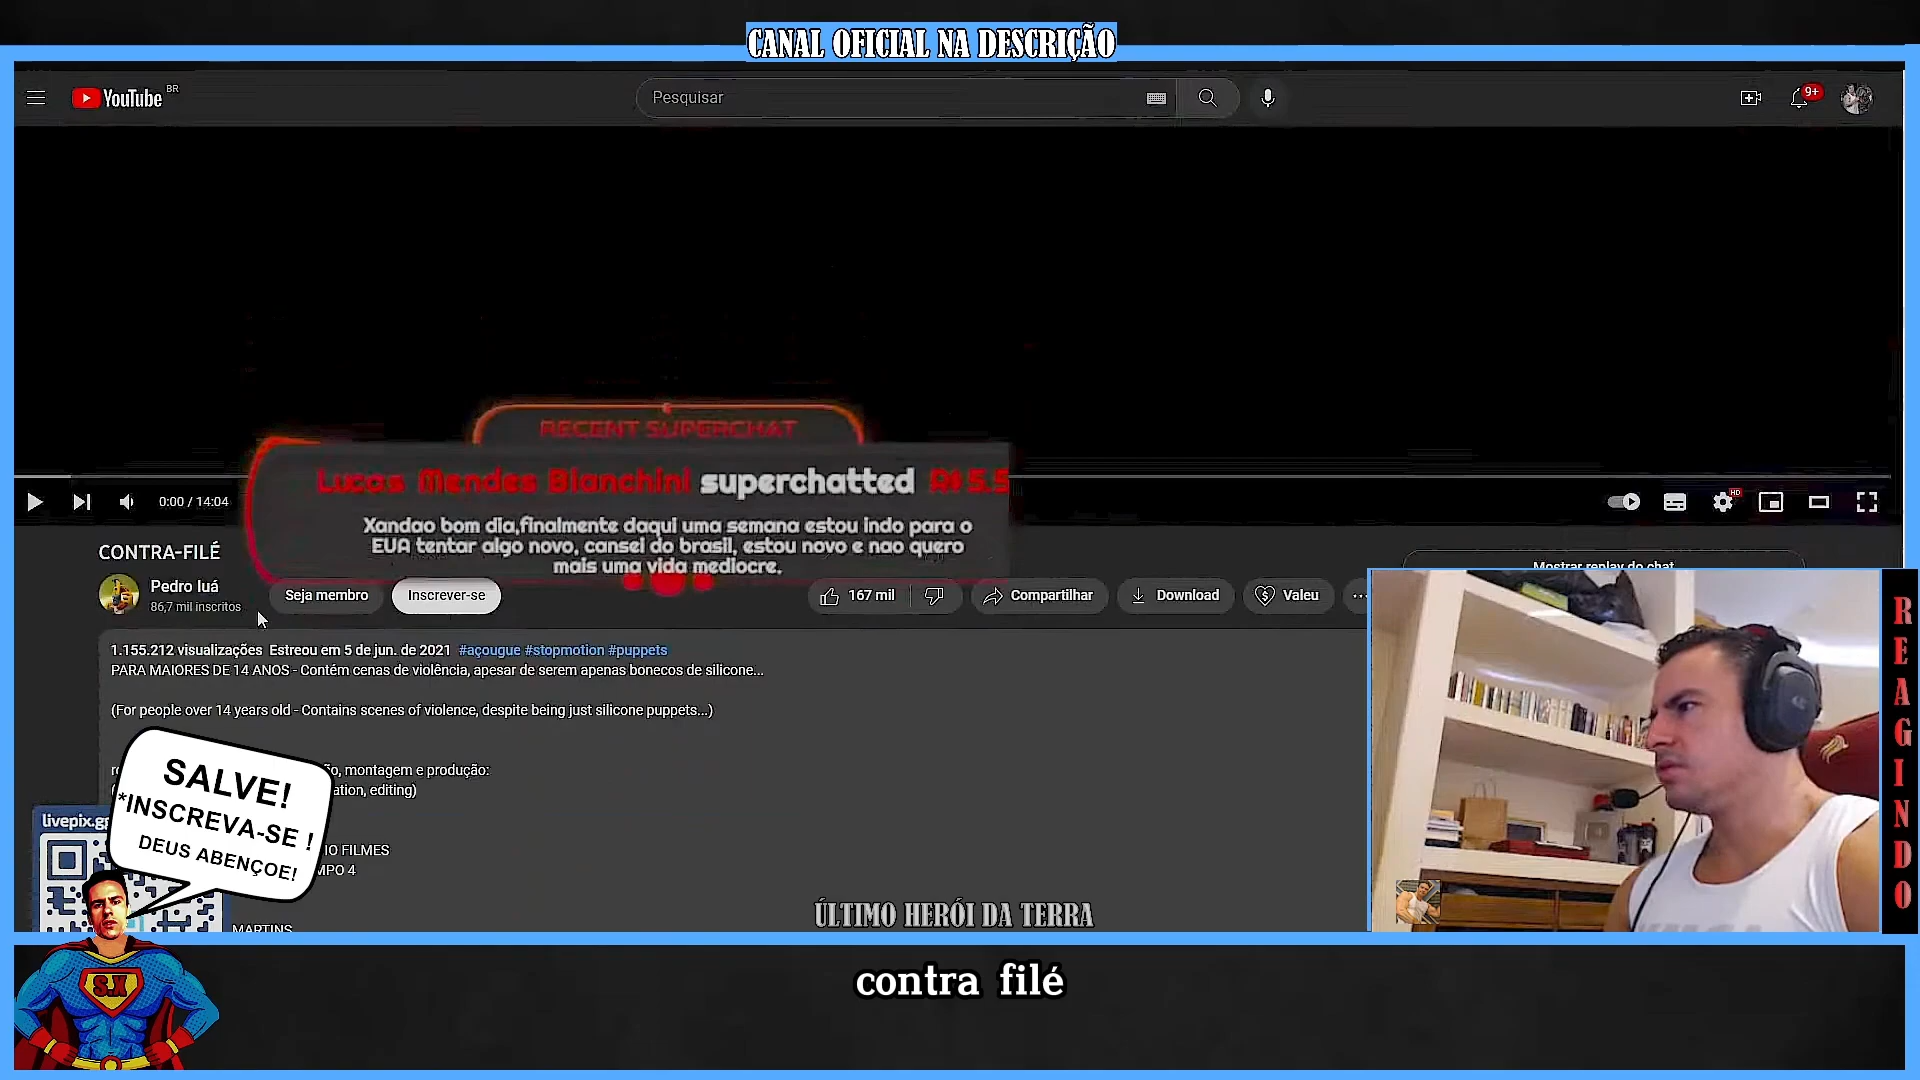 CANAL OFICIAL NA DESCRIÇÃO
YouTube BR
Pesquisar
9+
RECENT SUPERCHAT
Lucas Mendes Bianchini superchatted R$ 5.5
Xandao bom dia,finalmente daqui uma semana estou indo para o
EUA tentar algo novo, cansei do brasil, estou novo e nao quero
mais uma vida mediocre.
0:00 / 14:04
HD
CONTRA-FILÉ
Mostrar replay do chat
Pedro Iuá
86,7 mil inscritos
Seja membro
Inscrever-se
167 mil
Compartilhar
Download
Valeu
1.155.212 visualizações Estreou em 5 de jun. de 2021 #açougue #stopmotion #puppets
PARA MAIORES DE 14 ANOS - Contém cenas de violência, apesar de serem apenas bonecos de silicone...
(For people over 14 years old - Contains scenes of violence, despite being just silicone puppets...)
ão, montagem e produção:
ation, editing)
IO FILMES
MPO 4
MARTINS
SALVE!
*INSCREVA-SE !
DEUS ABENÇOE!
livepix.gg
S.X
ÚLTIMO HERÓI DA TERRA
REAGINDO
contra filé